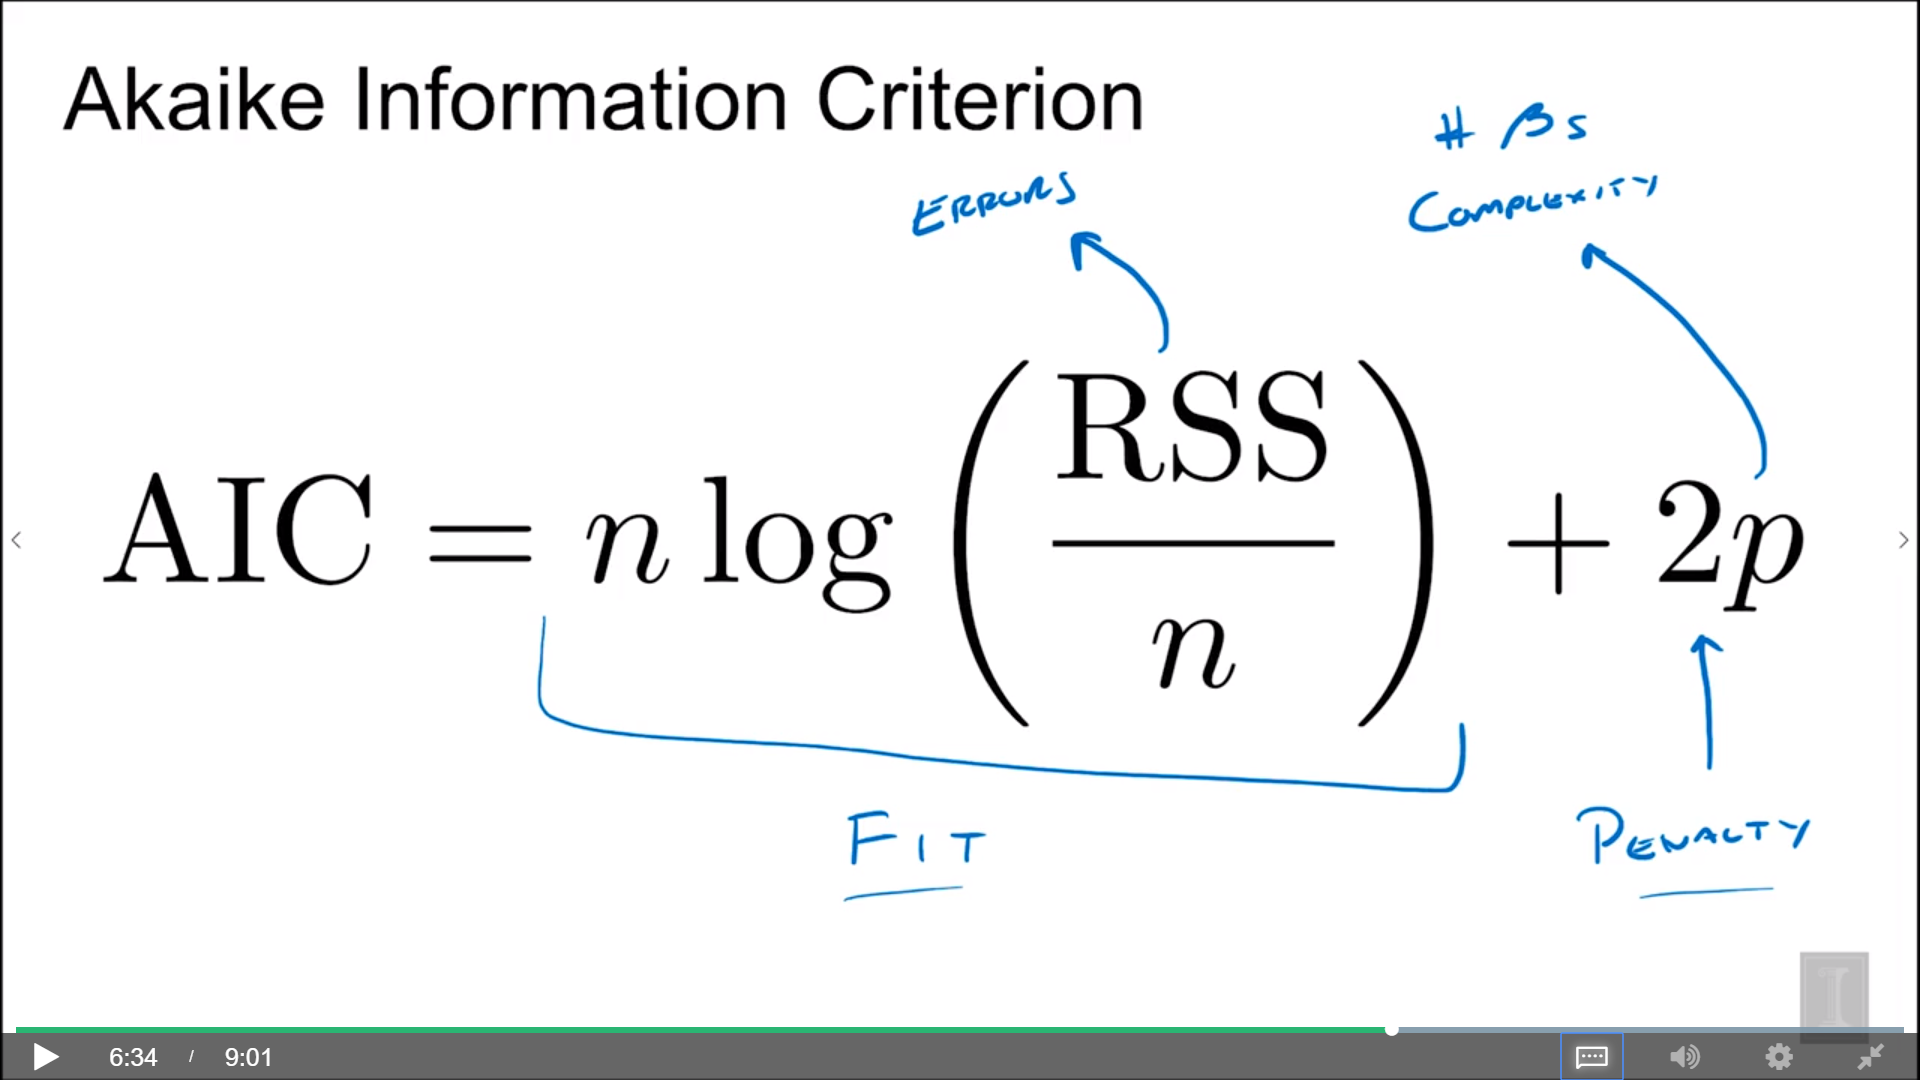 Akaike Information Criterion
# βs
COMPLEXITY
ERRORS
AIC = n log ( RSS / n ) + 2p
FIT
PENALTY
I
6:34 / 9:01